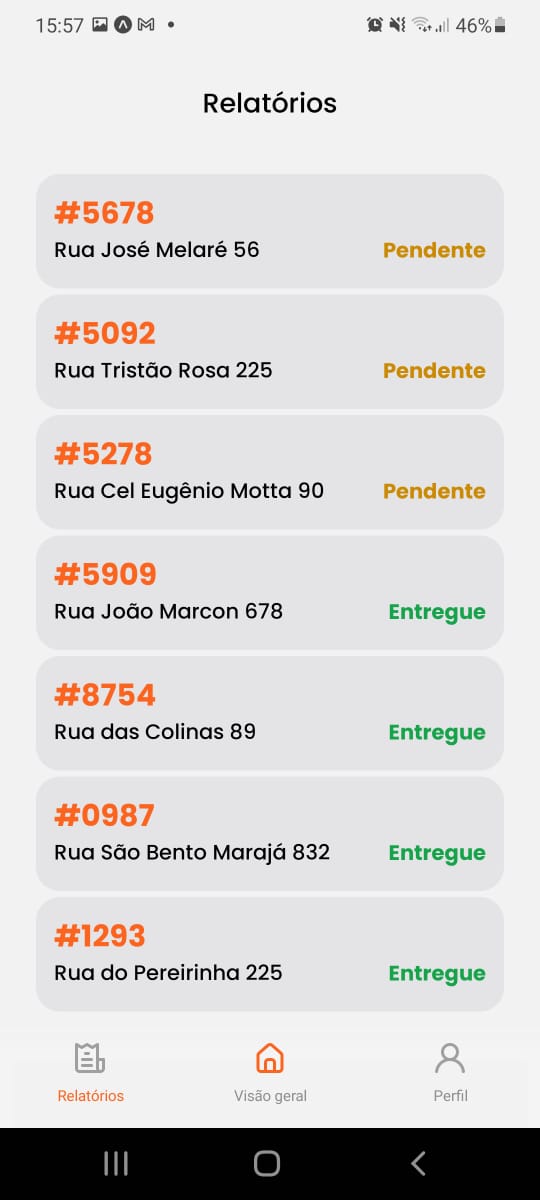 15:57
46%
Relatórios
#5678
Rua José Melaré 56 Pendente
#5092
Rua Tristão Rosa 225 Pendente
#5278
Rua Cel Eugênio Motta 90 Pendente
#5909
Rua João Marcon 678 Entregue
#8754
Rua das Colinas 89 Entregue
#0987
Rua São Bento Marajá 832 Entregue
#1293
Rua do Pereirinha 225 Entregue
Relatórios Visão geral Perfil